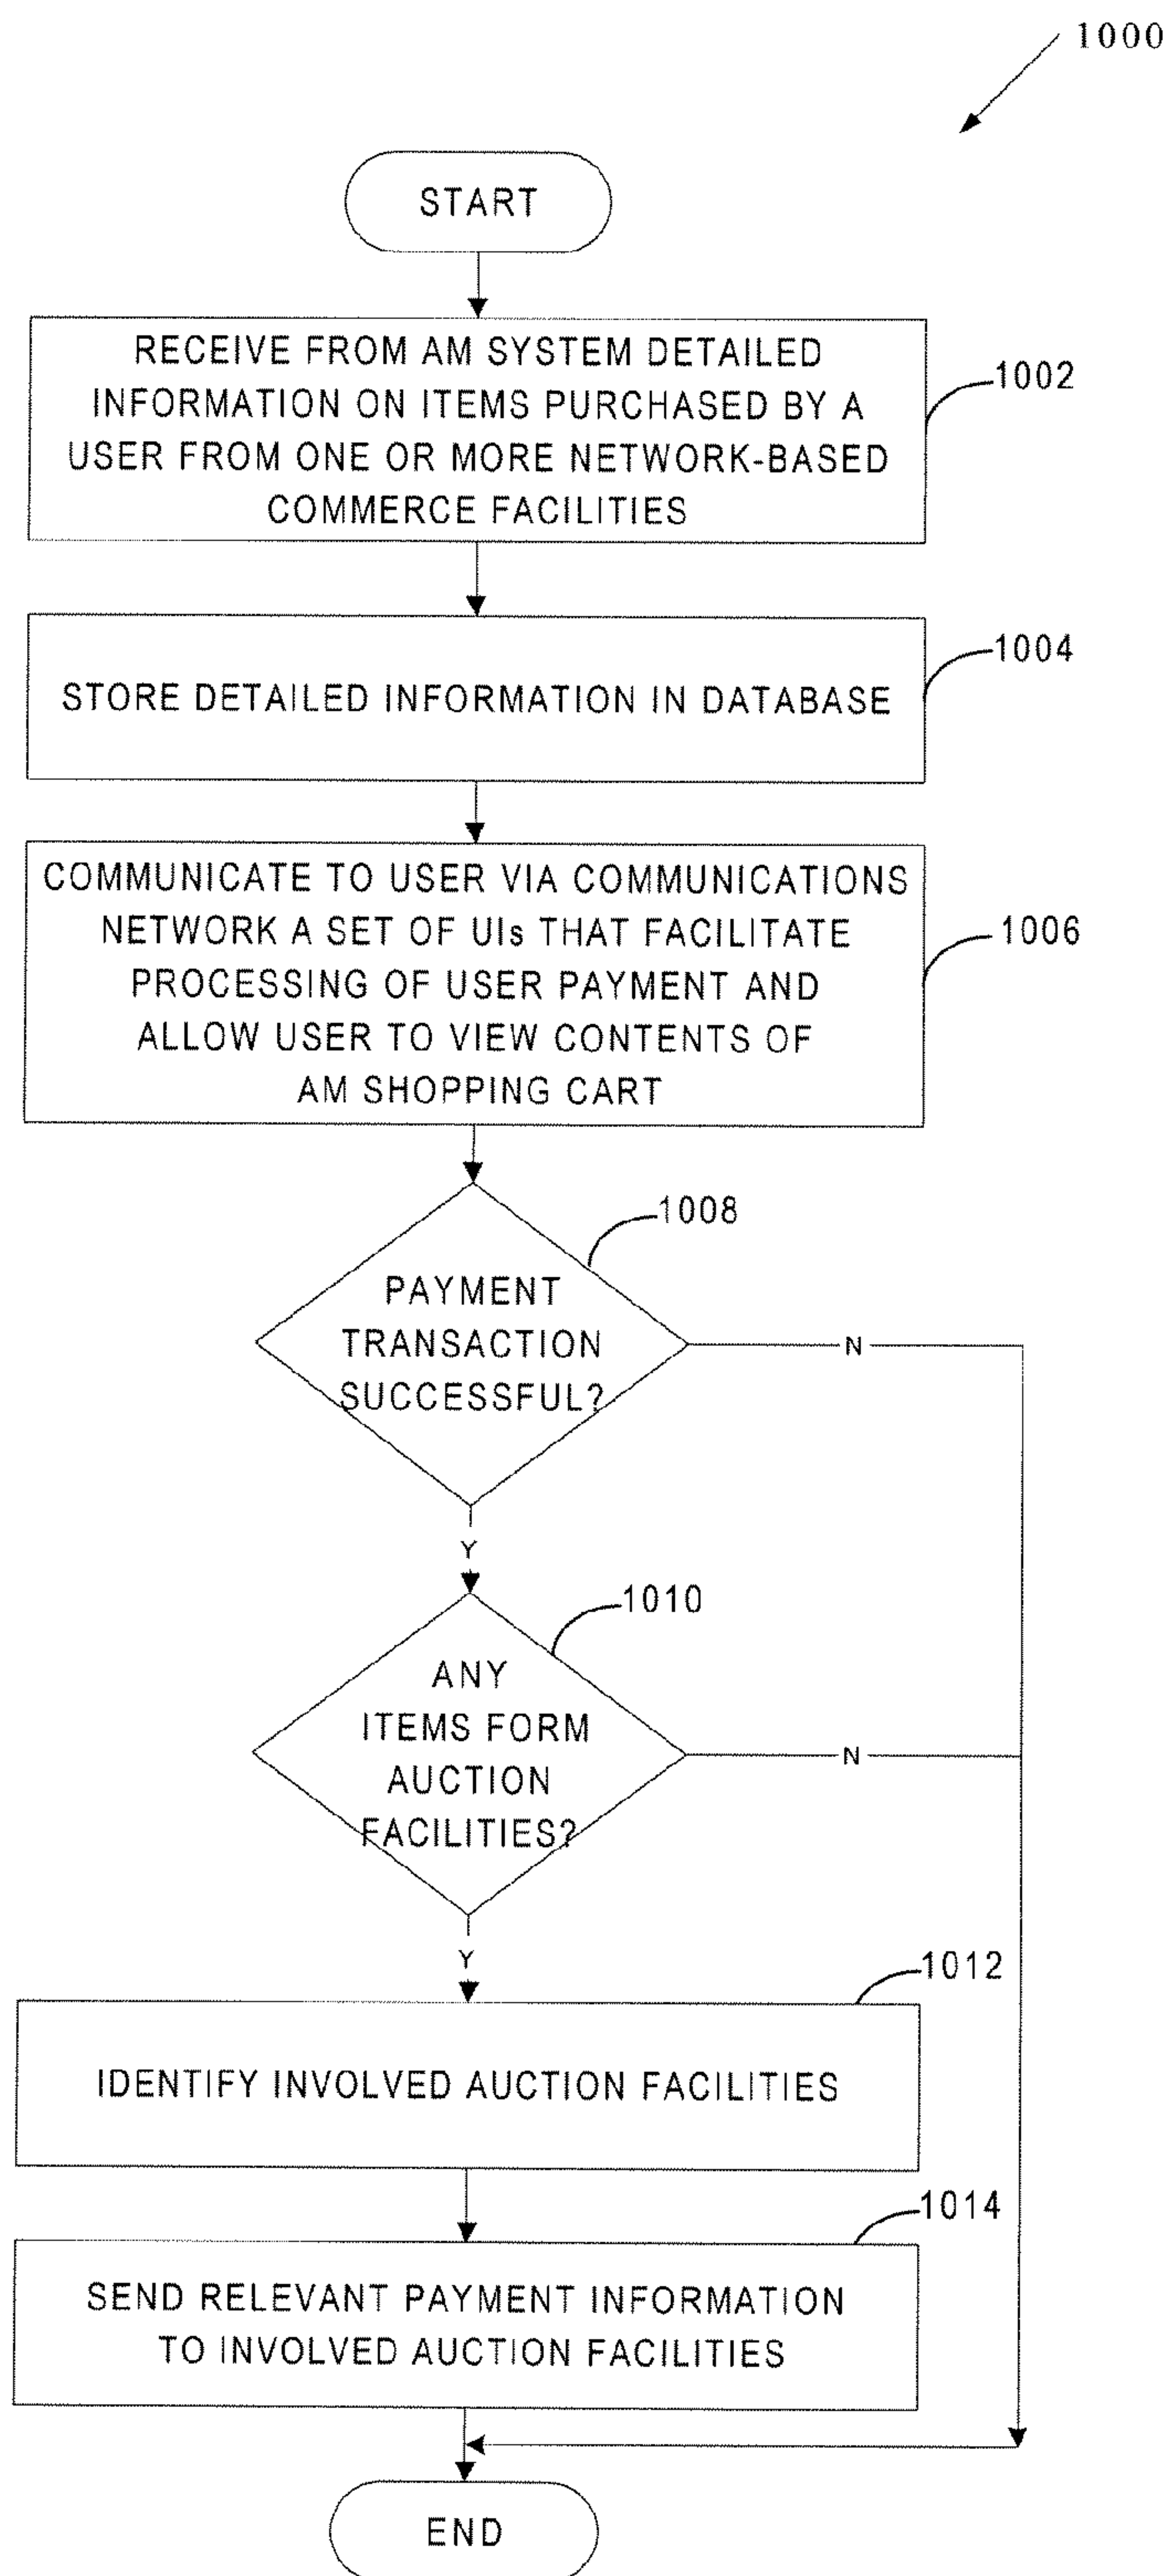 1000
START
RECEIVE FROM AM SYSTEM DETAILED
INFORMATION ON ITEMS PURCHASED BY A
USER FROM ONE OR MORE NETWORK-BASED
COMMERCE FACILITIES
1002
STORE DETAILED INFORMATION IN DATABASE
1004
COMMUNICATE TO USER VIA COMMUNICATIONS
NETWORK A SET OF UIs THAT FACILITATE
PROCESSING OF USER PAYMENT AND
ALLOW USER TO VIEW CONTENTS OF
AM SHOPPING CART
1006
PAYMENT
TRANSACTION
SUCCESSFUL?
1008
N
Y
ANY
ITEMS FORM
AUCTION
FACILITIES?
1010
N
Y
IDENTIFY INVOLVED AUCTION FACILITIES
1012
SEND RELEVANT PAYMENT INFORMATION
TO INVOLVED AUCTION FACILITIES
1014
END